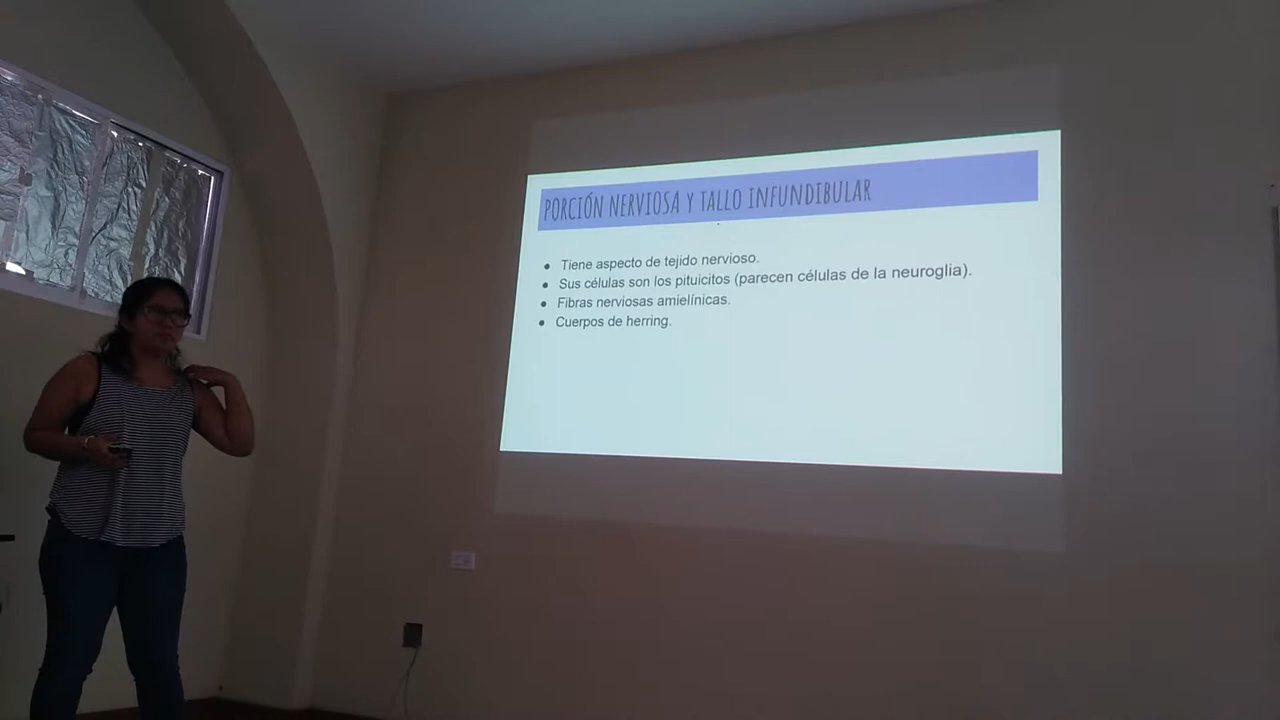 PORCIÓN NERVIOSA Y TALLO INFUNDIBULAR
● Tiene aspecto de tejido nervioso.
● Sus células son los pituicitos (parecen células de la neuroglia).
● Fibras nerviosas amielínicas.
● Cuerpos de herring.